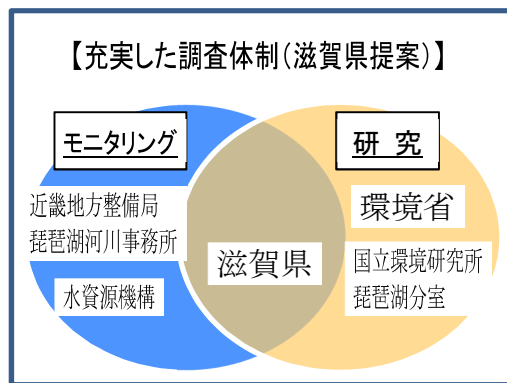 【充実した調査体制（滋賀県提案）】
モニタリング
近畿地方整備局
琵琶湖河川事務所
水資源機構
滋賀県
研 究
環境省
国立環境研究所
琵琶湖分室